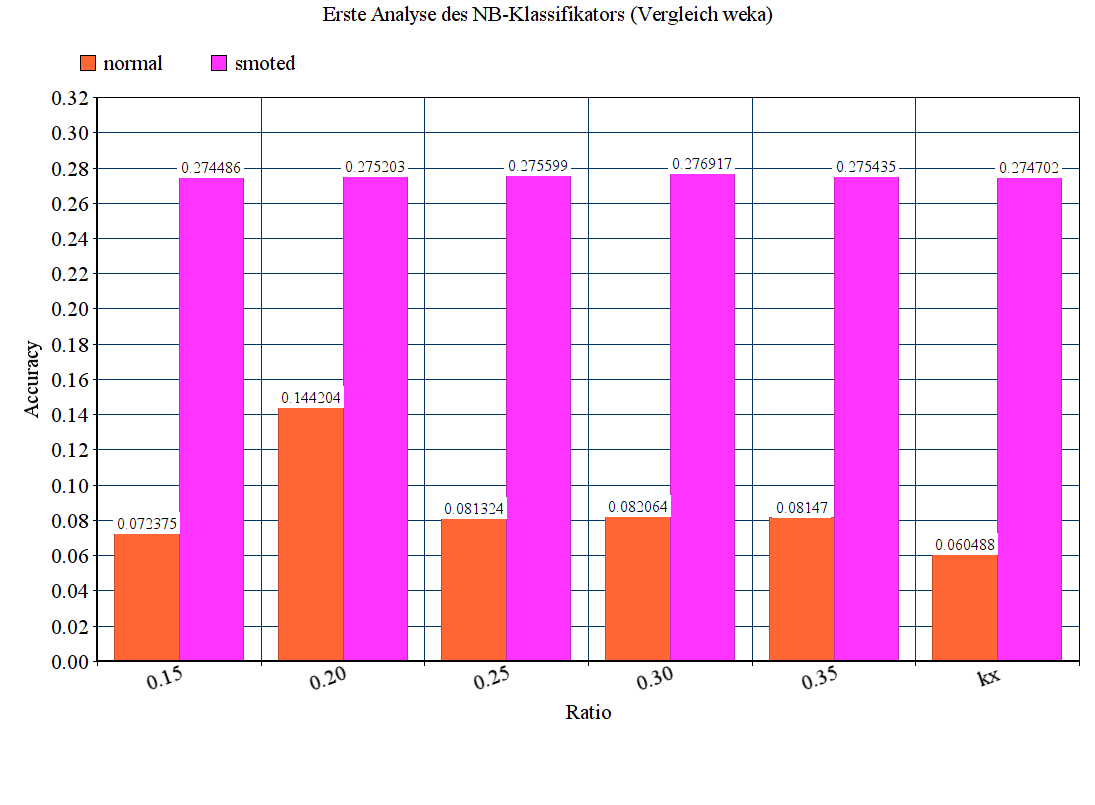 Erste Analyse des NB-Klassifikators (Vergleich weka)
normal smoted
0.32
0.30
0.28
0.26
0.24
0.22
0.20
0.18
0.16
0.14
0.12
0.10
0.08
0.06
0.04
0.02
0.00
Accuracy
0.274486 0.275203 0.275599 0.276917 0.275435 0.274702
0.072375 0.144204 0.081324 0.082064 0.08147 0.060488
0.15 0.20 0.25 0.30 0.35 kx
Ratio